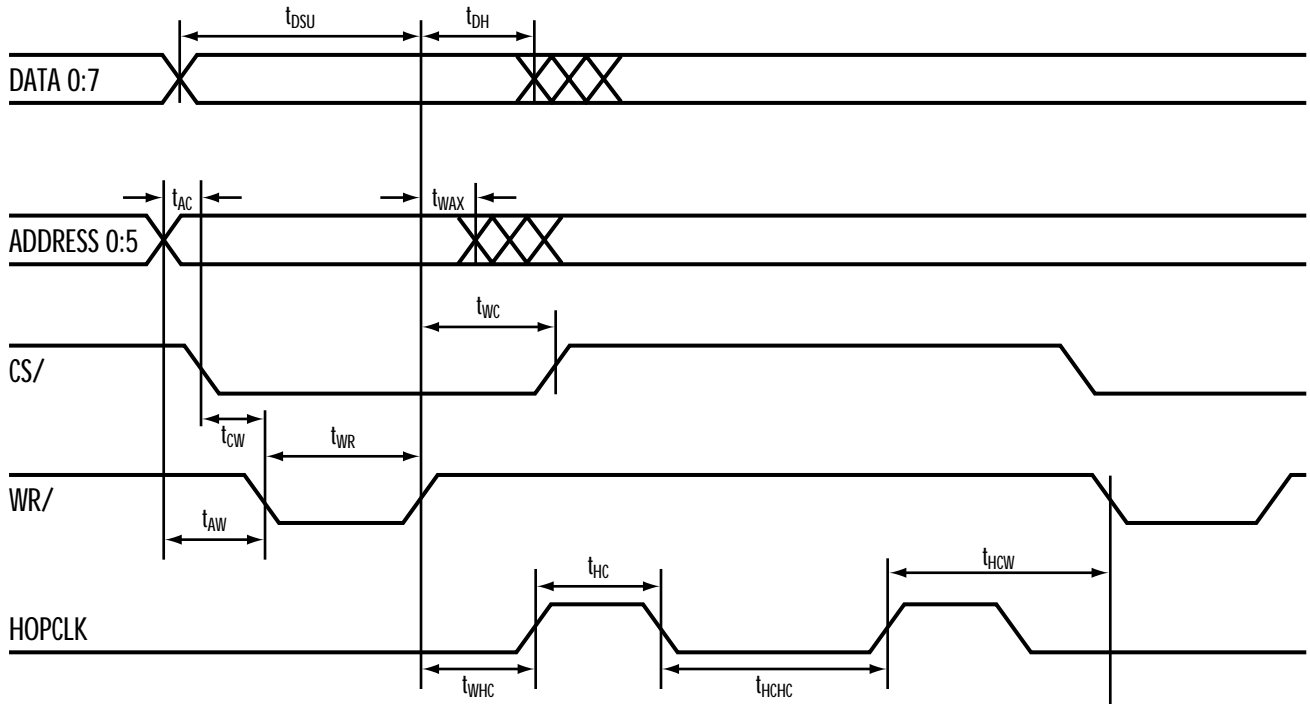 tDSU
tDH
DATA 0:7
tAC
tWAX
ADDRESS 0:5
tWC
CS/
tCW
tWR
WR/
tAW
tHC
tHCW
HOPCLK
tWHC
tHCHC